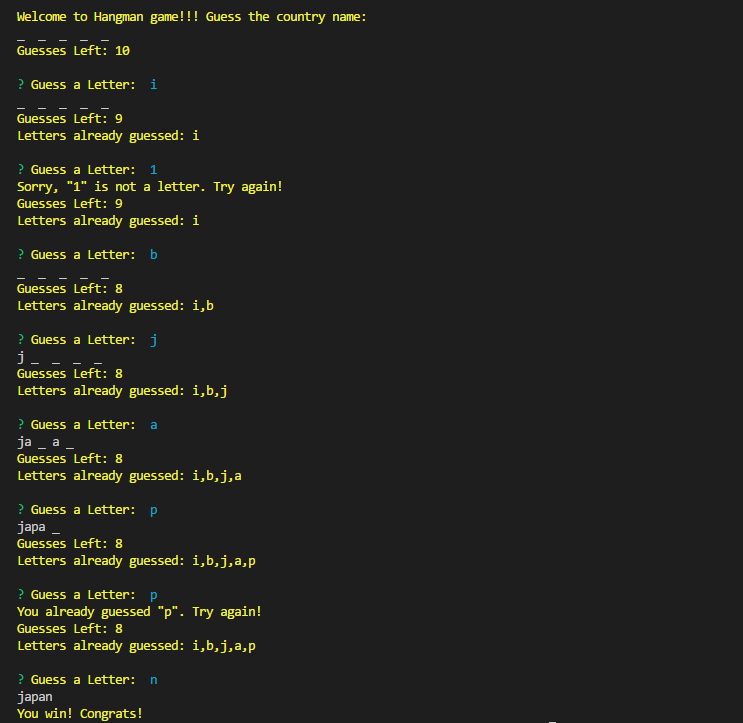 Welcome to Hangman game!!! Guess the country name:
_ _ _ _ _
Guesses Left: 10
? Guess a Letter: i
_ _ _ _ _
Guesses Left: 9
Letters already guessed: i
? Guess a Letter: 1
Sorry, "1" is not a letter. Try again!
Guesses Left: 9
Letters already guessed: i
? Guess a Letter: b
_ _ _ _ _
Guesses Left: 8
Letters already guessed: i,b
? Guess a Letter: j
j _ _ _ _
Guesses Left: 8
Letters already guessed: i,b,j
? Guess a Letter: a
ja _ a _
Guesses Left: 8
Letters already guessed: i,b,j,a
? Guess a Letter: p
japa _
Guesses Left: 8
Letters already guessed: i,b,j,a,p
? Guess a Letter: p
You already guessed "p". Try again!
Guesses Left: 8
Letters already guessed: i,b,j,a,p
? Guess a Letter: n
japan
You win! Congrats!